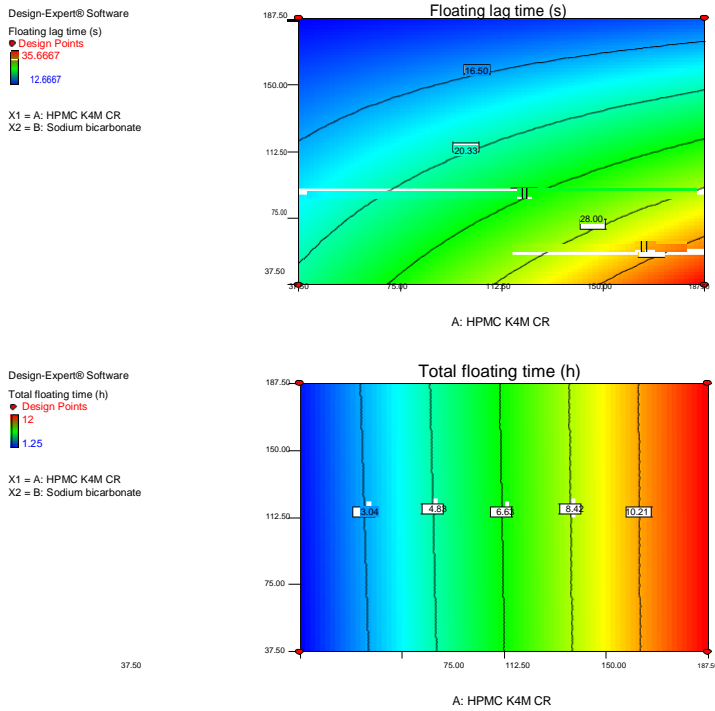 Design-Expert® Software
Floating lag time (s)
Design Points
35.6667
12.6667
X1 = A: HPMC K4M CR
X2 = B: Sodium bicarbonate
Floating lag time (s)
187.50
150.00
112.50
75.00
37.50
16.50
20.33
28.00
75.00
112.50
150.00
A: HPMC K4M CR
Design-Expert® Software
Total floating time (h)
Design Points
12
1.25
X1 = A: HPMC K4M CR
X2 = B: Sodium bicarbonate
Total floating time (h)
187.50
150.00
112.50
75.00
37.50
3.04
4.83
6.63
8.42
10.21
37.50
75.00
112.50
150.00
187.50
A: HPMC K4M CR